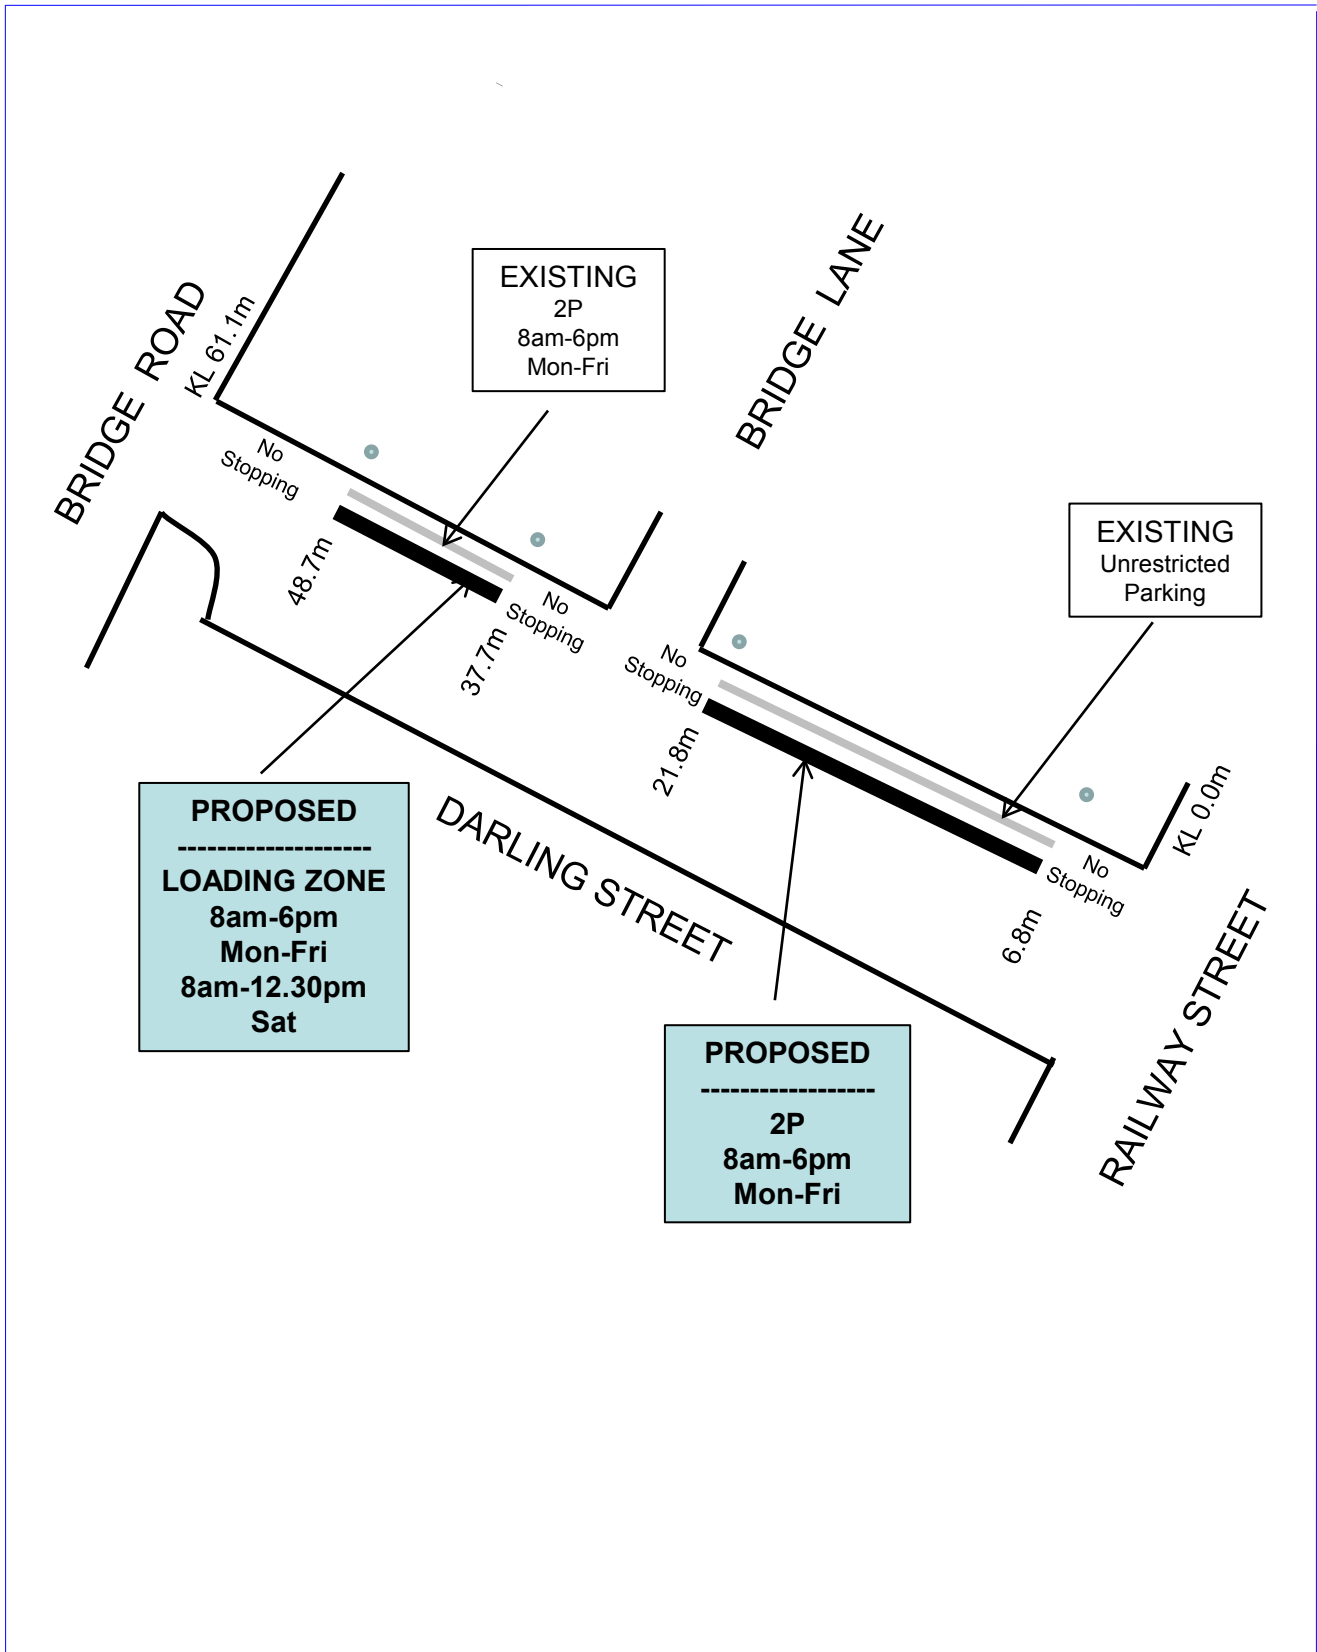 BRIDGE ROAD
KL 61.1m
EXISTING
2P
8am-6pm
Mon-Fri
BRIDGE LANE
No
Stopping
48.7m
37.7m
No
Stopping
EXISTING
Unrestricted
Parking
No
Stopping
21.8m
6.8m
No
Stopping
KL 0.0m
PROPOSED
--------------------
LOADING ZONE
8am-6pm
Mon-Fri
8am-12.30pm
Sat
DARLING STREET
PROPOSED
------------------
2P
8am-6pm
Mon-Fri
RAILWAY STREET